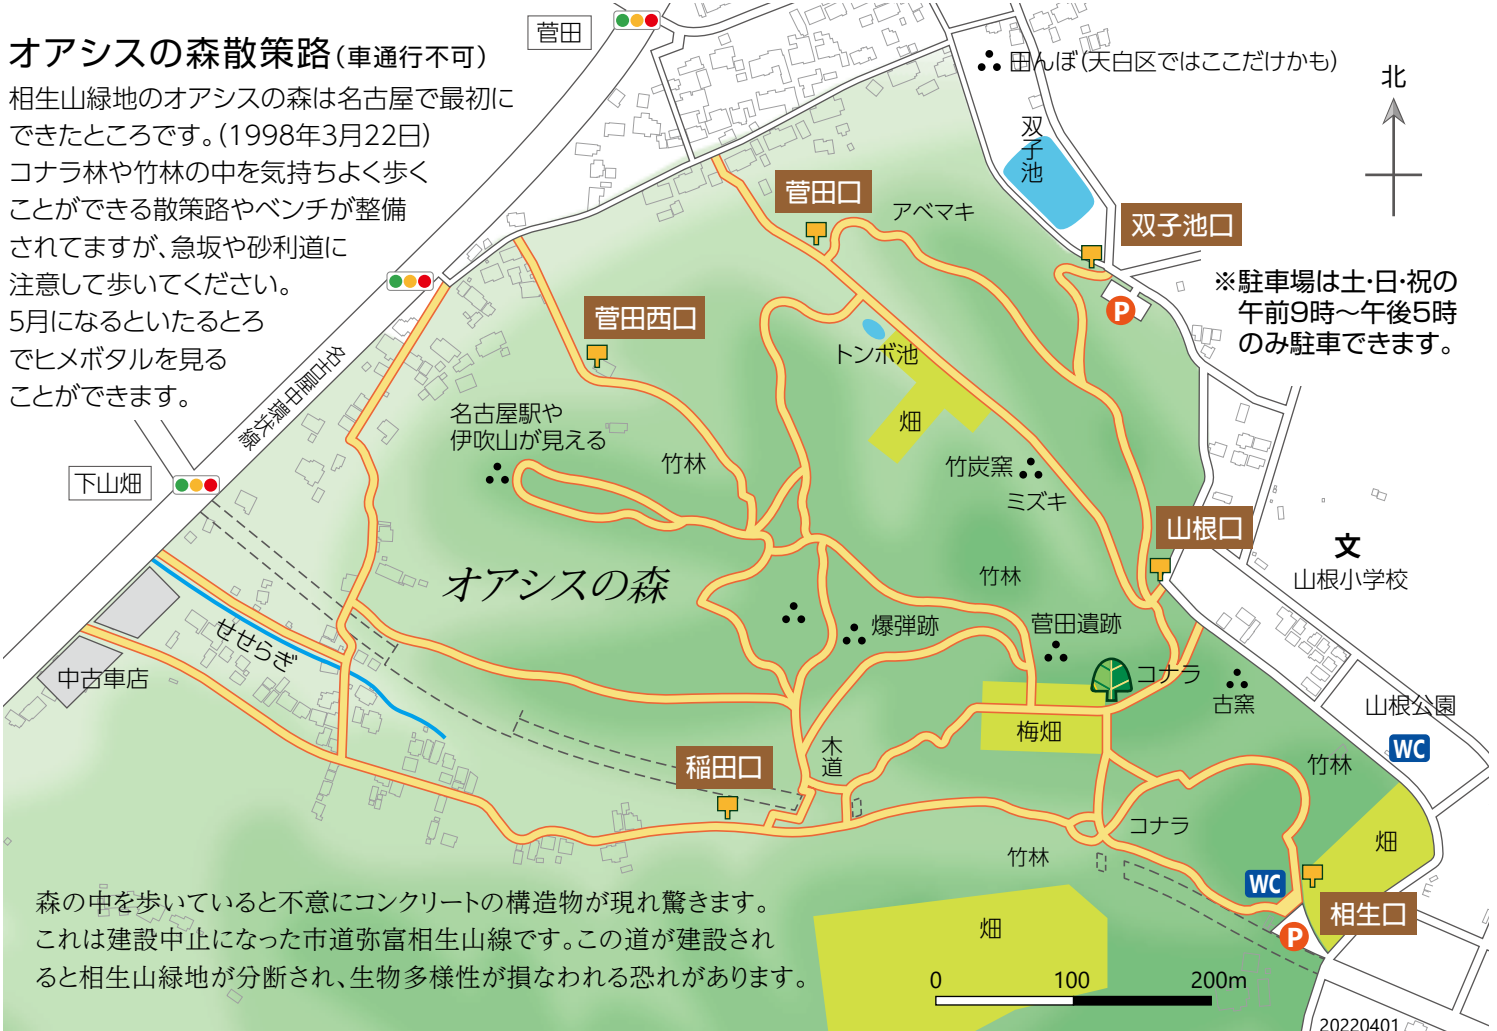 オアシスの森散策路(車通行不可)
相生山緑地のオアシスの森は名古屋で最初に
できたところです。(1998年3月22日)
コナラ林や竹林の中を気持ちよく歩く
ことができる散策路やベンチが整備
されてますが、急坂や砂利道に
注意して歩いてください。
5月になるといたるとろ
でヒメボタルを見る
ことができます。
菅田
田んぼ(天白区ではここだけかも)
北
双子池
菅田口
アベマキ
双子池口
P
※駐車場は土・日・祝の
午前9時〜午後5時
のみ駐車できます。
菅田西口
トンボ池
畑
名古屋中環状線
名古屋駅や
伊吹山が見える
竹林
竹炭窯
ミズキ
下山畑
山根口
文
山根小学校
オアシスの森
竹林
爆弾跡
菅田遺跡
せせらぎ
コナラ
古窯
中古車店
山根公園
WC
梅畑
木道
稲田口
竹林
コナラ
竹林
畑
WC
相生口
P
畑
森の中を歩いていると不意にコンクリートの構造物が現れ驚きます。
これは建設中止になった市道弥富相生山線です。この道が建設され
ると相生山緑地が分断され、生物多様性が損なわれる恐れがあります。
0 100 200m
20220401